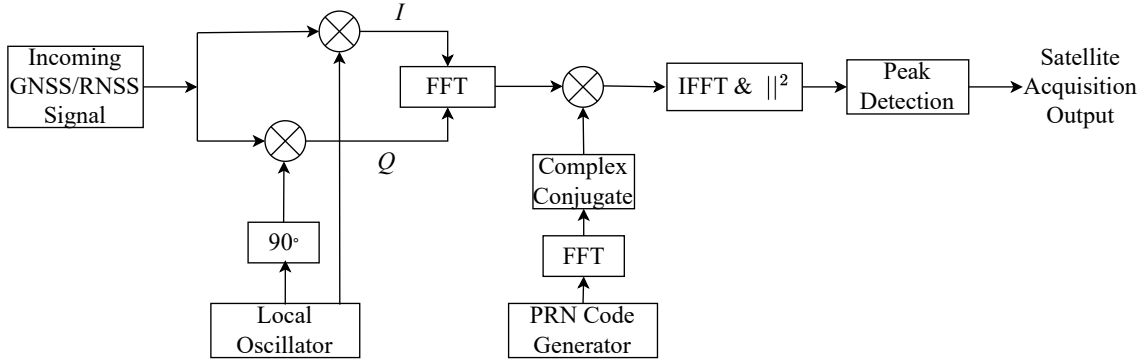 I
Incoming
GNSS/RNSS
Signal
FFT
IFFT & ||²
Peak
Detection
Satellite
Acquisition
Output
Q
Complex
Conjugate
90°
FFT
Local
Oscillator
PRN Code
Generator